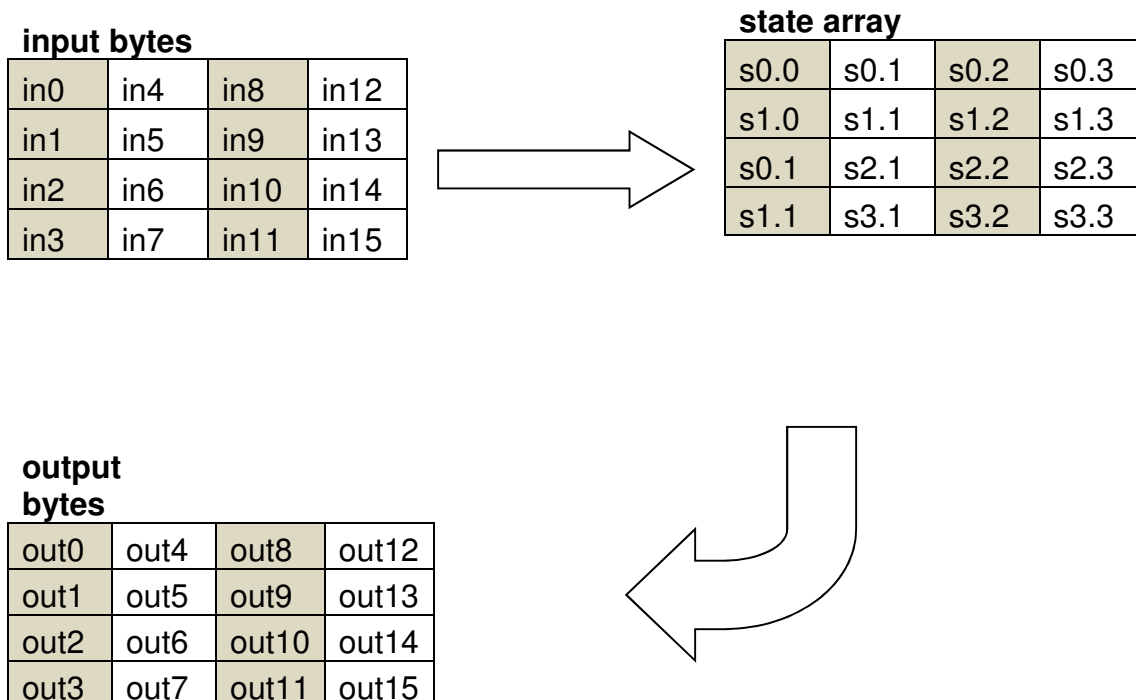 input bytes
in0 in4 in8 in12
in1 in5 in9 in13
in2 in6 in10 in14
in3 in7 in11 in15
state array
s0.0 s0.1 s0.2 s0.3
s1.0 s1.1 s1.2 s1.3
s0.1 s2.1 s2.2 s2.3
s1.1 s3.1 s3.2 s3.3
output
bytes
out0 out4 out8 out12
out1 out5 out9 out13
out2 out6 out10 out14
out3 out7 out11 out15